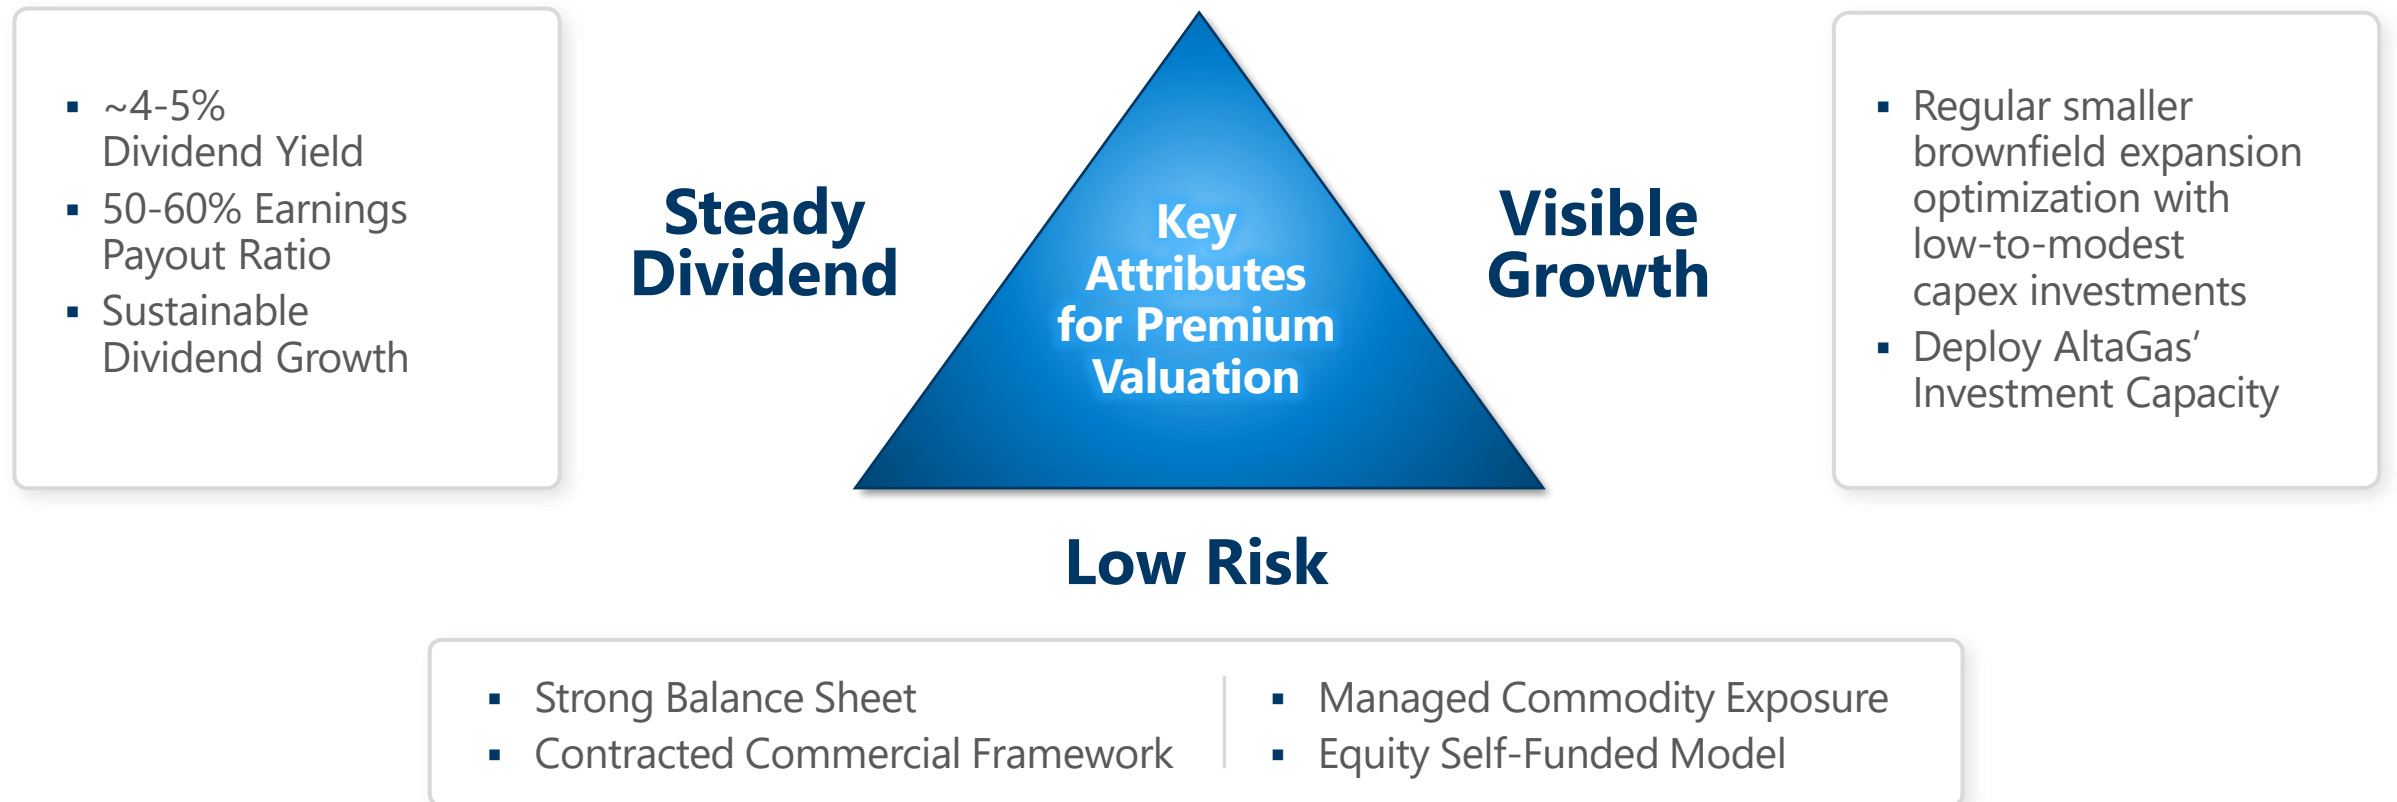 ~4-5%
Dividend Yield
50-60% Earnings
Payout Ratio
Sustainable
Dividend Growth
Steady
Dividend
Key
Attributes
for Premium
Valuation
Visible
Growth
Regular smaller
brownfield expansion
optimization with
low-to-modest
capex investments
Deploy AltaGas’
Investment Capacity
Low Risk
Strong Balance Sheet
Contracted Commercial Framework
Managed Commodity Exposure
Equity Self-Funded Model